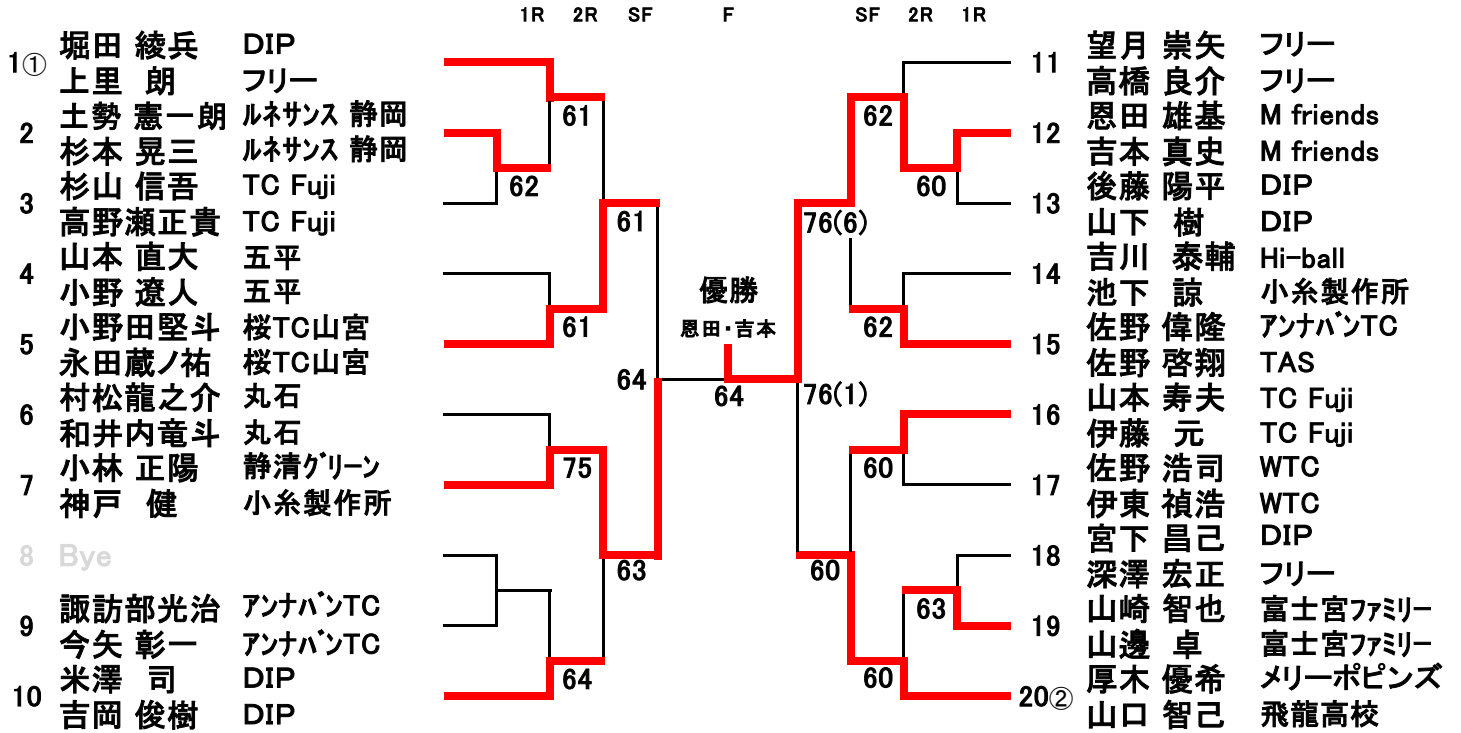 1R 2R SF F SF 2R 1R
1① 堀田 綾兵 DIP
上里 朗 フリー
2 土勢 憲一朗 ルネサンス 静岡
杉本 晃三 ルネサンス 静岡
3 杉山 信吾 TC Fuji
高野瀬正貴 TC Fuji
4 山本 直大 五平
小野 遼人 五平
5 小野田堅斗 桜TC山宮
永田蔵ノ祐 桜TC山宮
6 村松龍之介 丸石
和井内竜斗 丸石
7 小林 正陽 静清グリーン
神戸 健 小糸製作所
8 Bye
9 諏訪部光治 アンナバンTC
今矢 彰一 アンナバンTC
10 米澤 司 DIP
吉岡 俊樹 DIP
61
62
61
61
64
75
63
64
優勝
恩田・吉本
64
62
60
76(6)
62
76(1)
60
60
63
60
11 望月 崇矢 フリー
高橋 良介 フリー
12 恩田 雄基 M friends
吉本 真史 M friends
13 後藤 陽平 DIP
山下 樹 DIP
14 吉川 泰輔 Hi-ball
池下 諒 小糸製作所
15 佐野 偉隆 アンナバンTC
佐野 啓翔 TAS
16 山本 寿夫 TC Fuji
伊藤 元 TC Fuji
17 佐野 浩司 WTC
伊東 禎浩 WTC
18 宮下 昌己 DIP
深澤 宏正 フリー
19 山崎 智也 富士宮ファミリー
山邊 卓 富士宮ファミリー
20② 厚木 優希 メリーポピンズ
山口 智己 飛龍高校